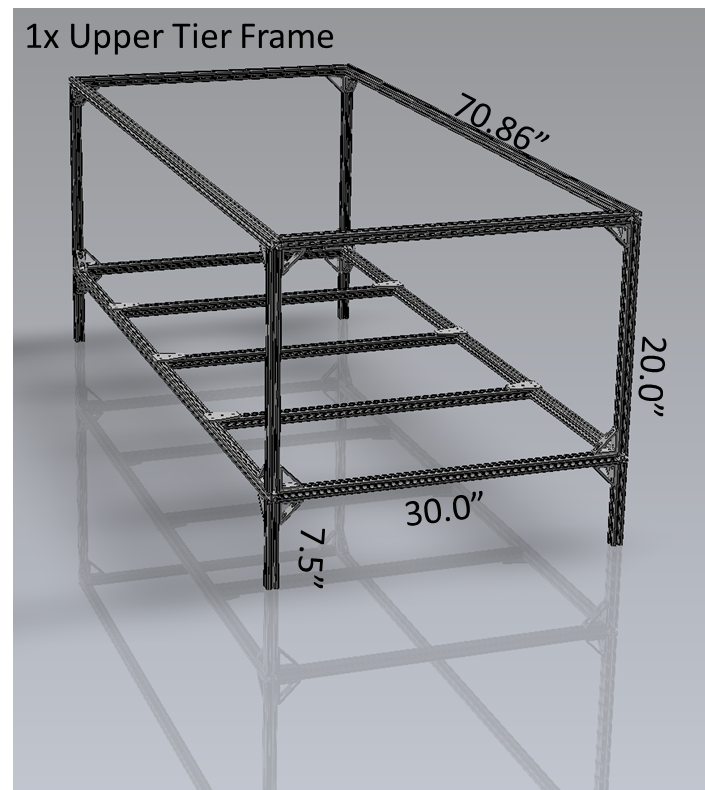 1x Upper Tier Frame
70.86”
20.0”
30.0”
7.5”